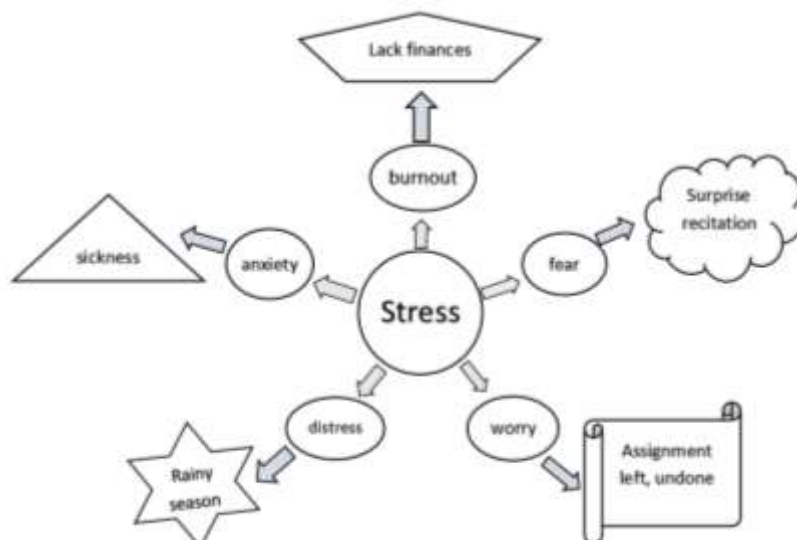 Lack finances
burnout
Surprise
recitation
sickness
anxiety
fear
Stress
distress
worry
Rainy
season
Assignment
left, undone